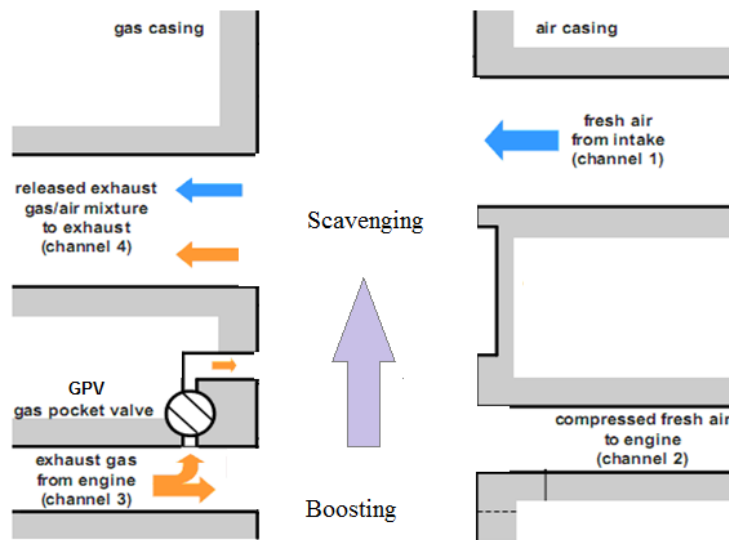 gas casing
air casing
fresh air
from intake
(channel 1)
released exhaust
gas/air mixture
to exhaust
(channel 4)
Scavenging
GPV
gas pocket valve
compressed fresh air
to engine
(channel 2)
exhaust gas
from engine
(channel 3)
Boosting